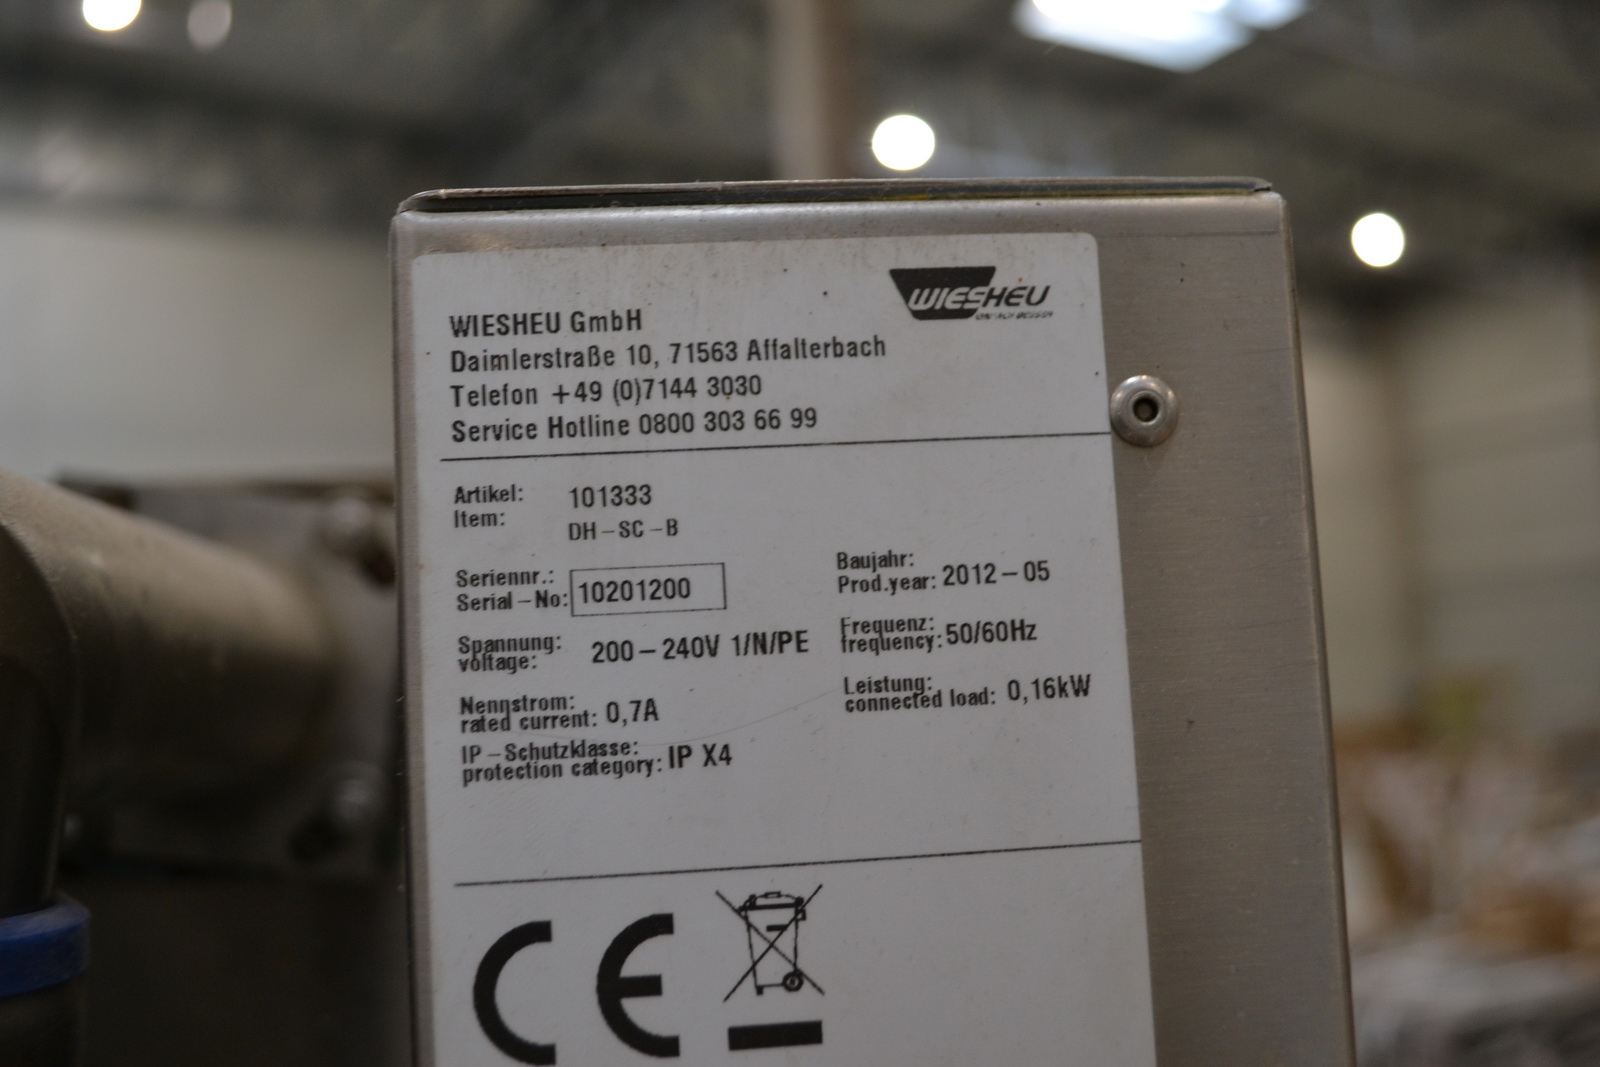 WIESHEU
WIESHEU GmbH
Daimlerstraße 10, 71563 Affalterbach
Telefon +49 (0)7144 3030
Service Hotline 0800 303 66 99
Artikel: 101333
Item: DH-SC-B
Seriennr.:
Serial-No: 10201200
Baujahr:
Prod.year: 2012-05
Spannung:
voltage: 200-240V 1/N/PE
Frequenz:
frequency: 50/60Hz
Nennstrom:
rated current: 0,7A
Leistung:
connected load: 0,16kW
IP-Schutzklasse:
protection category: IP X4
CE